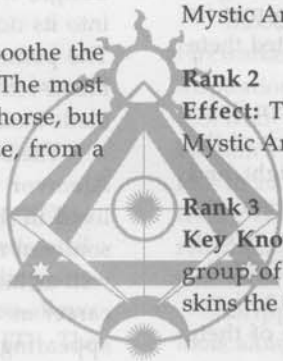 soothe the
The most
horse, but
e, from a
Mystic Ar
Rank 2
Effect: T
Mystic Ar
Rank 3
Key Kno
group of
skins the